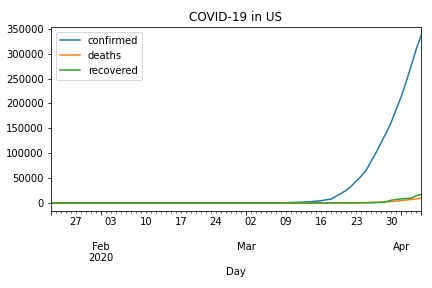 COVID-19 in US
confirmed
deaths
recovered
350000
300000
250000
200000
150000
100000
50000
0
27 03 10 17 24 02 09 16 23 30
Feb Mar Apr
2020
Day